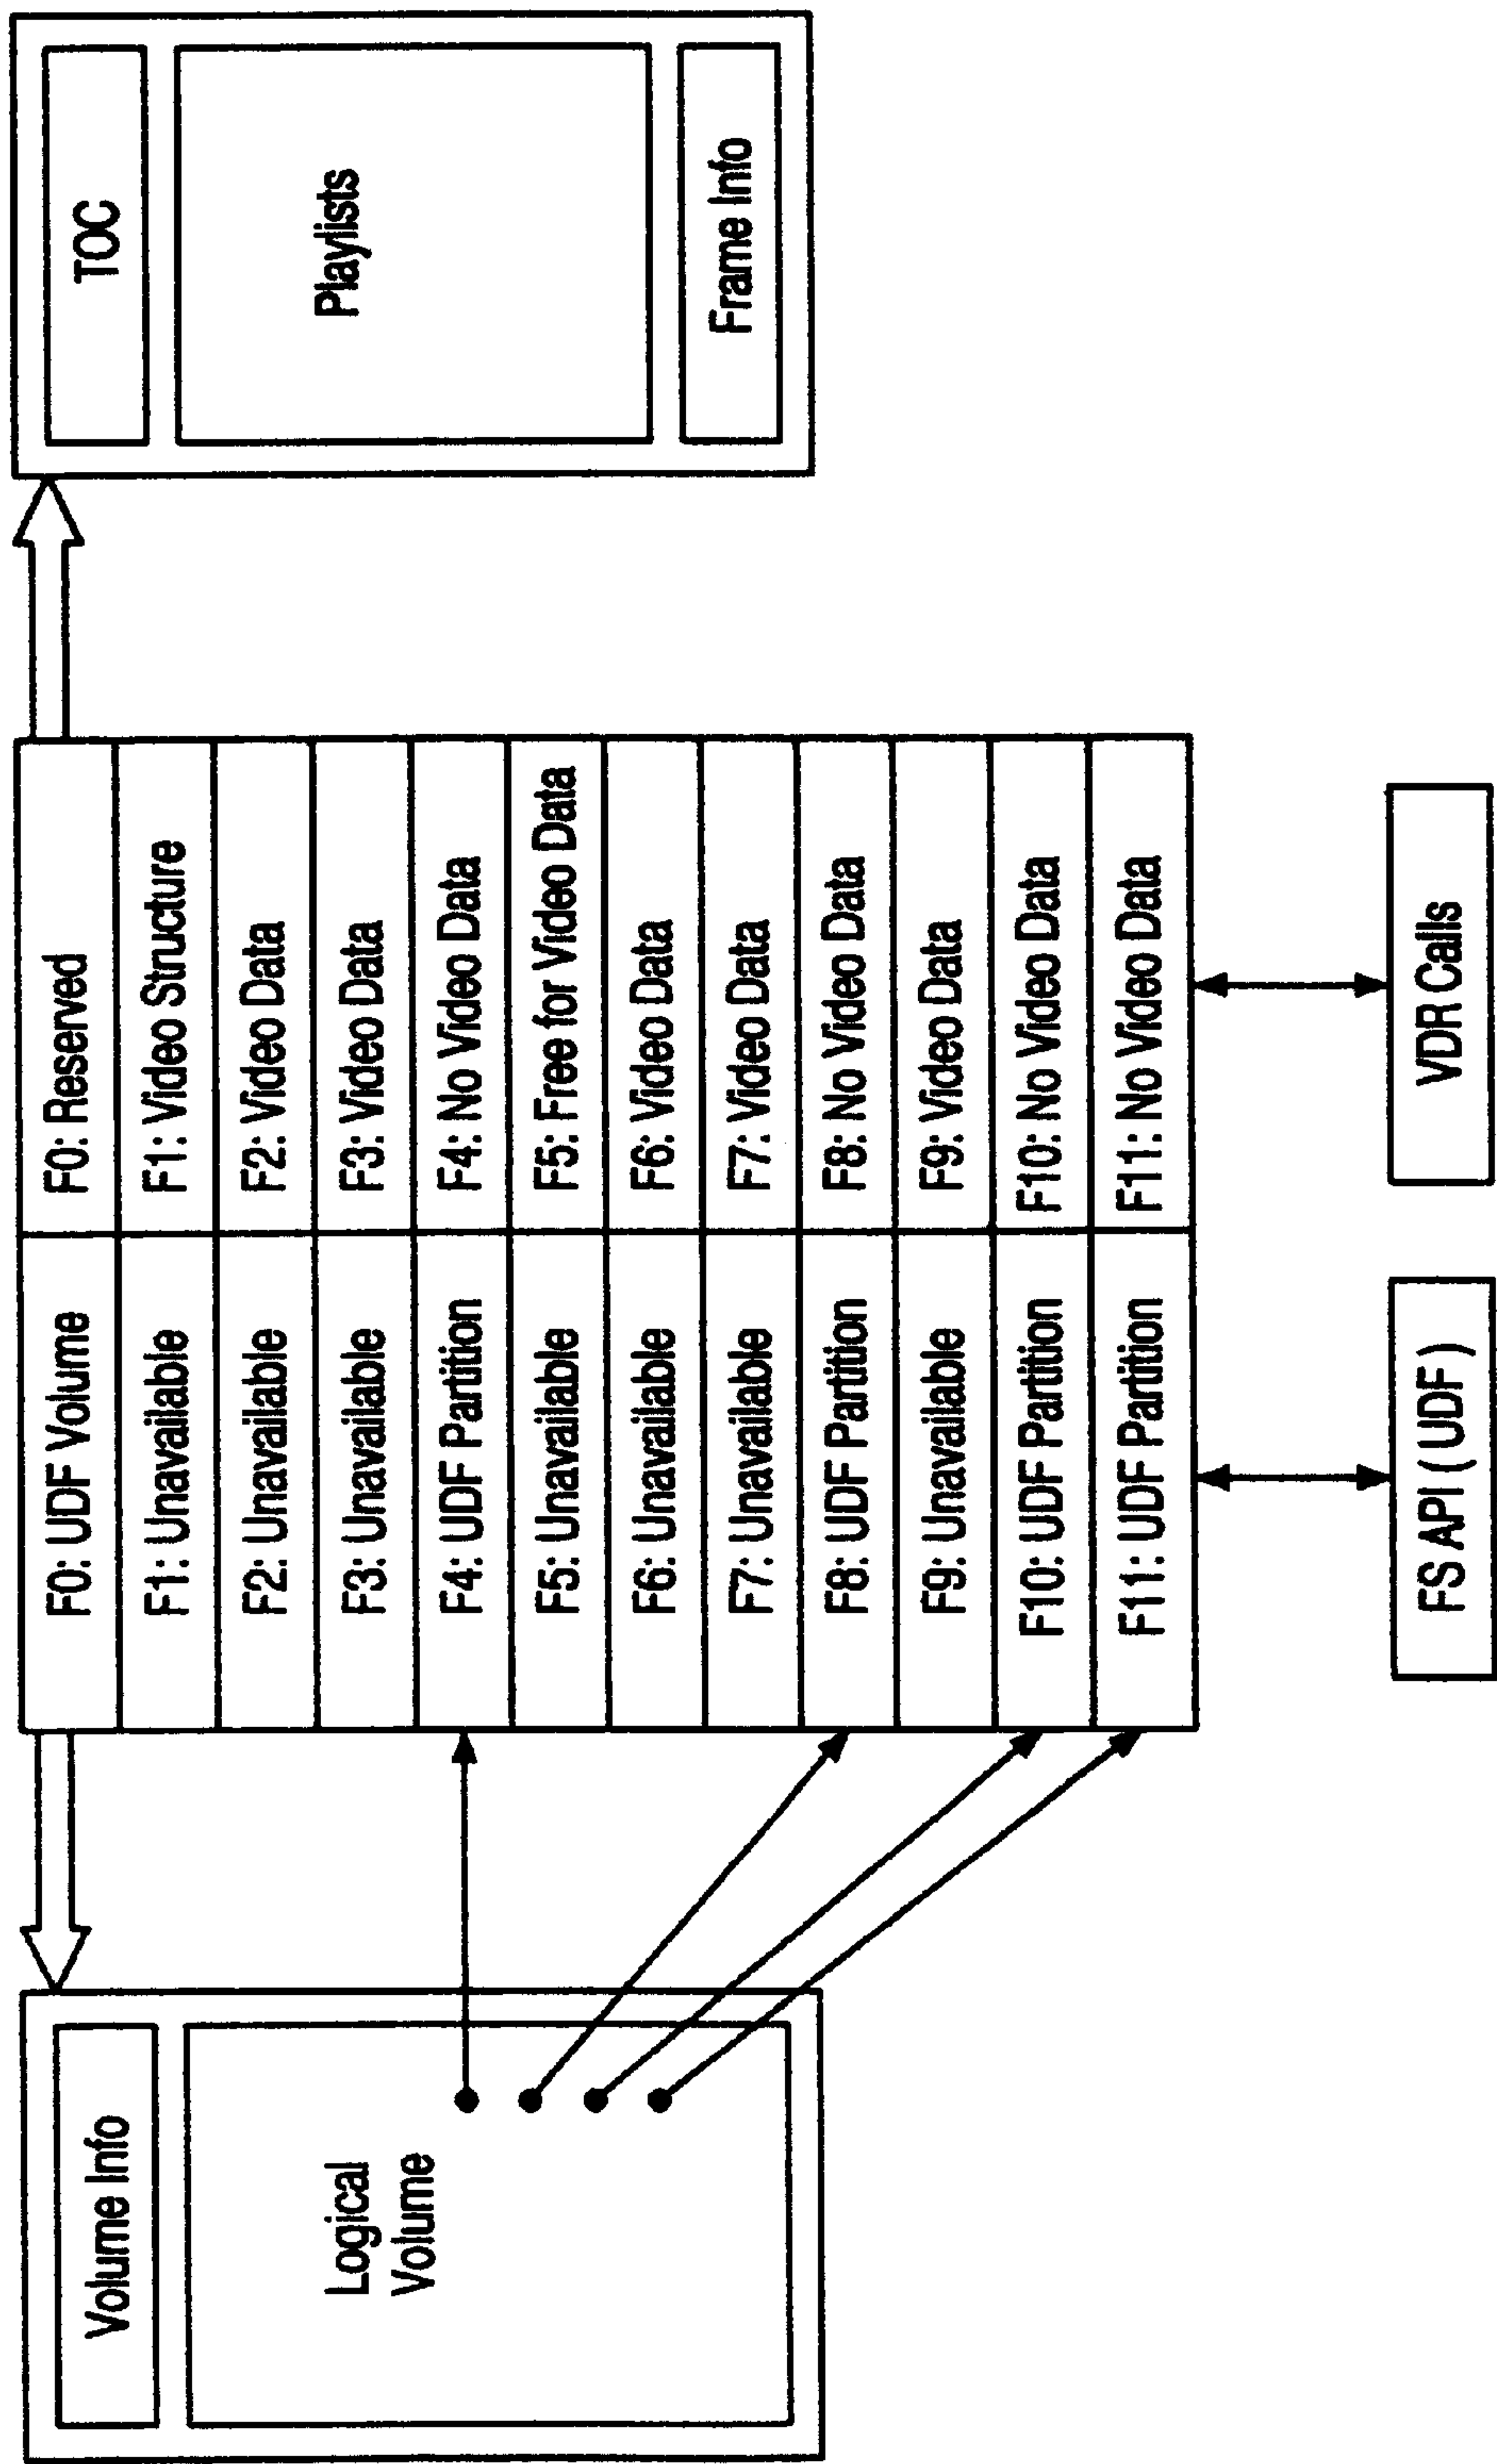 Volume Info
Logical
Volume
F0: UDF Volume
F0: Reserved
F1: Unavailable
F1: Video Structure
F2: Unavailable
F2: Video Data
F3: Unavailable
F3: Video Data
F4: UDF Partition
F4: No Video Data
F5: Unavailable
F5: Free for Video Data
F6: Unavailable
F6: Video Data
F7: Unavailable
F7: Video Data
F8: UDF Partition
F8: No Video Data
F9: Unavailable
F9: Video Data
F10: UDF Partition
F10: No Video Data
F11: UDF Partition
F11: No Video Data
TOC
Playlists
Frame Info
FS API ( UDF )
VDR Calls